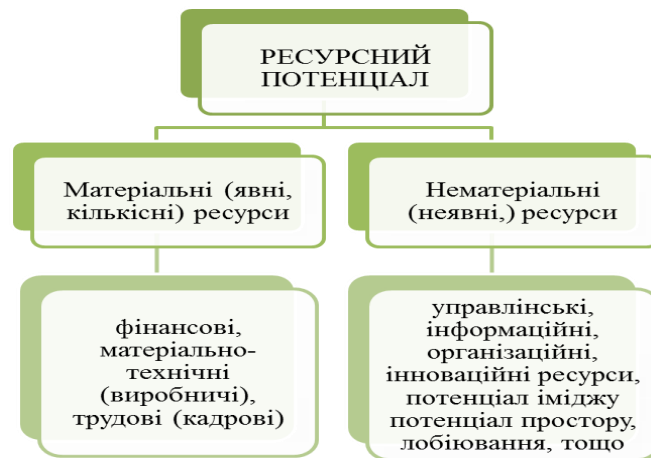 РЕСУРСНИЙ
ПОТЕНЦІАЛ
Матеріальні (явні,
кількісні) ресурси
Нематеріальні
(неявні,) ресурси
фінансові,
матеріально-
технічні
(виробничі),
трудові (кадрові)
управлінські,
інформаційні,
організаційні,
інноваційні ресурси,
потенціал іміджу
потенціал простору,
лобіювання, тощо